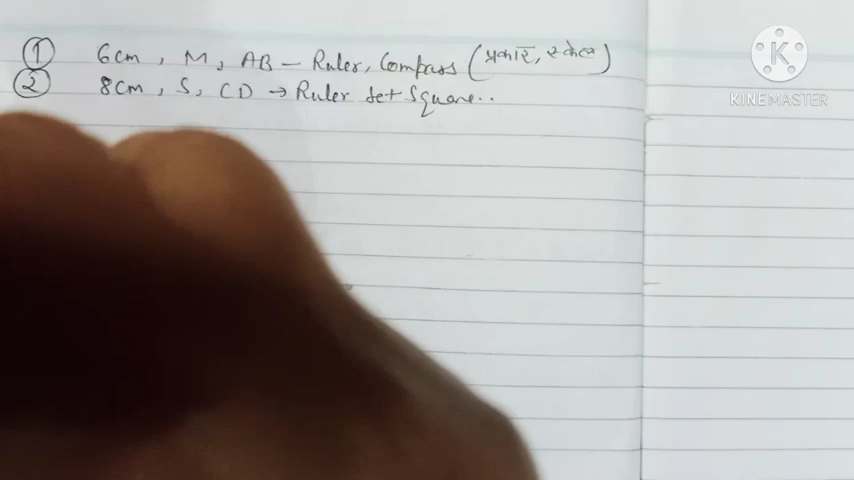 ① 6cm, M, AB - Ruler, Compass (प्रकार, स्केल)
② 8cm, S, CD → Ruler Set Square..
KINEMASTER